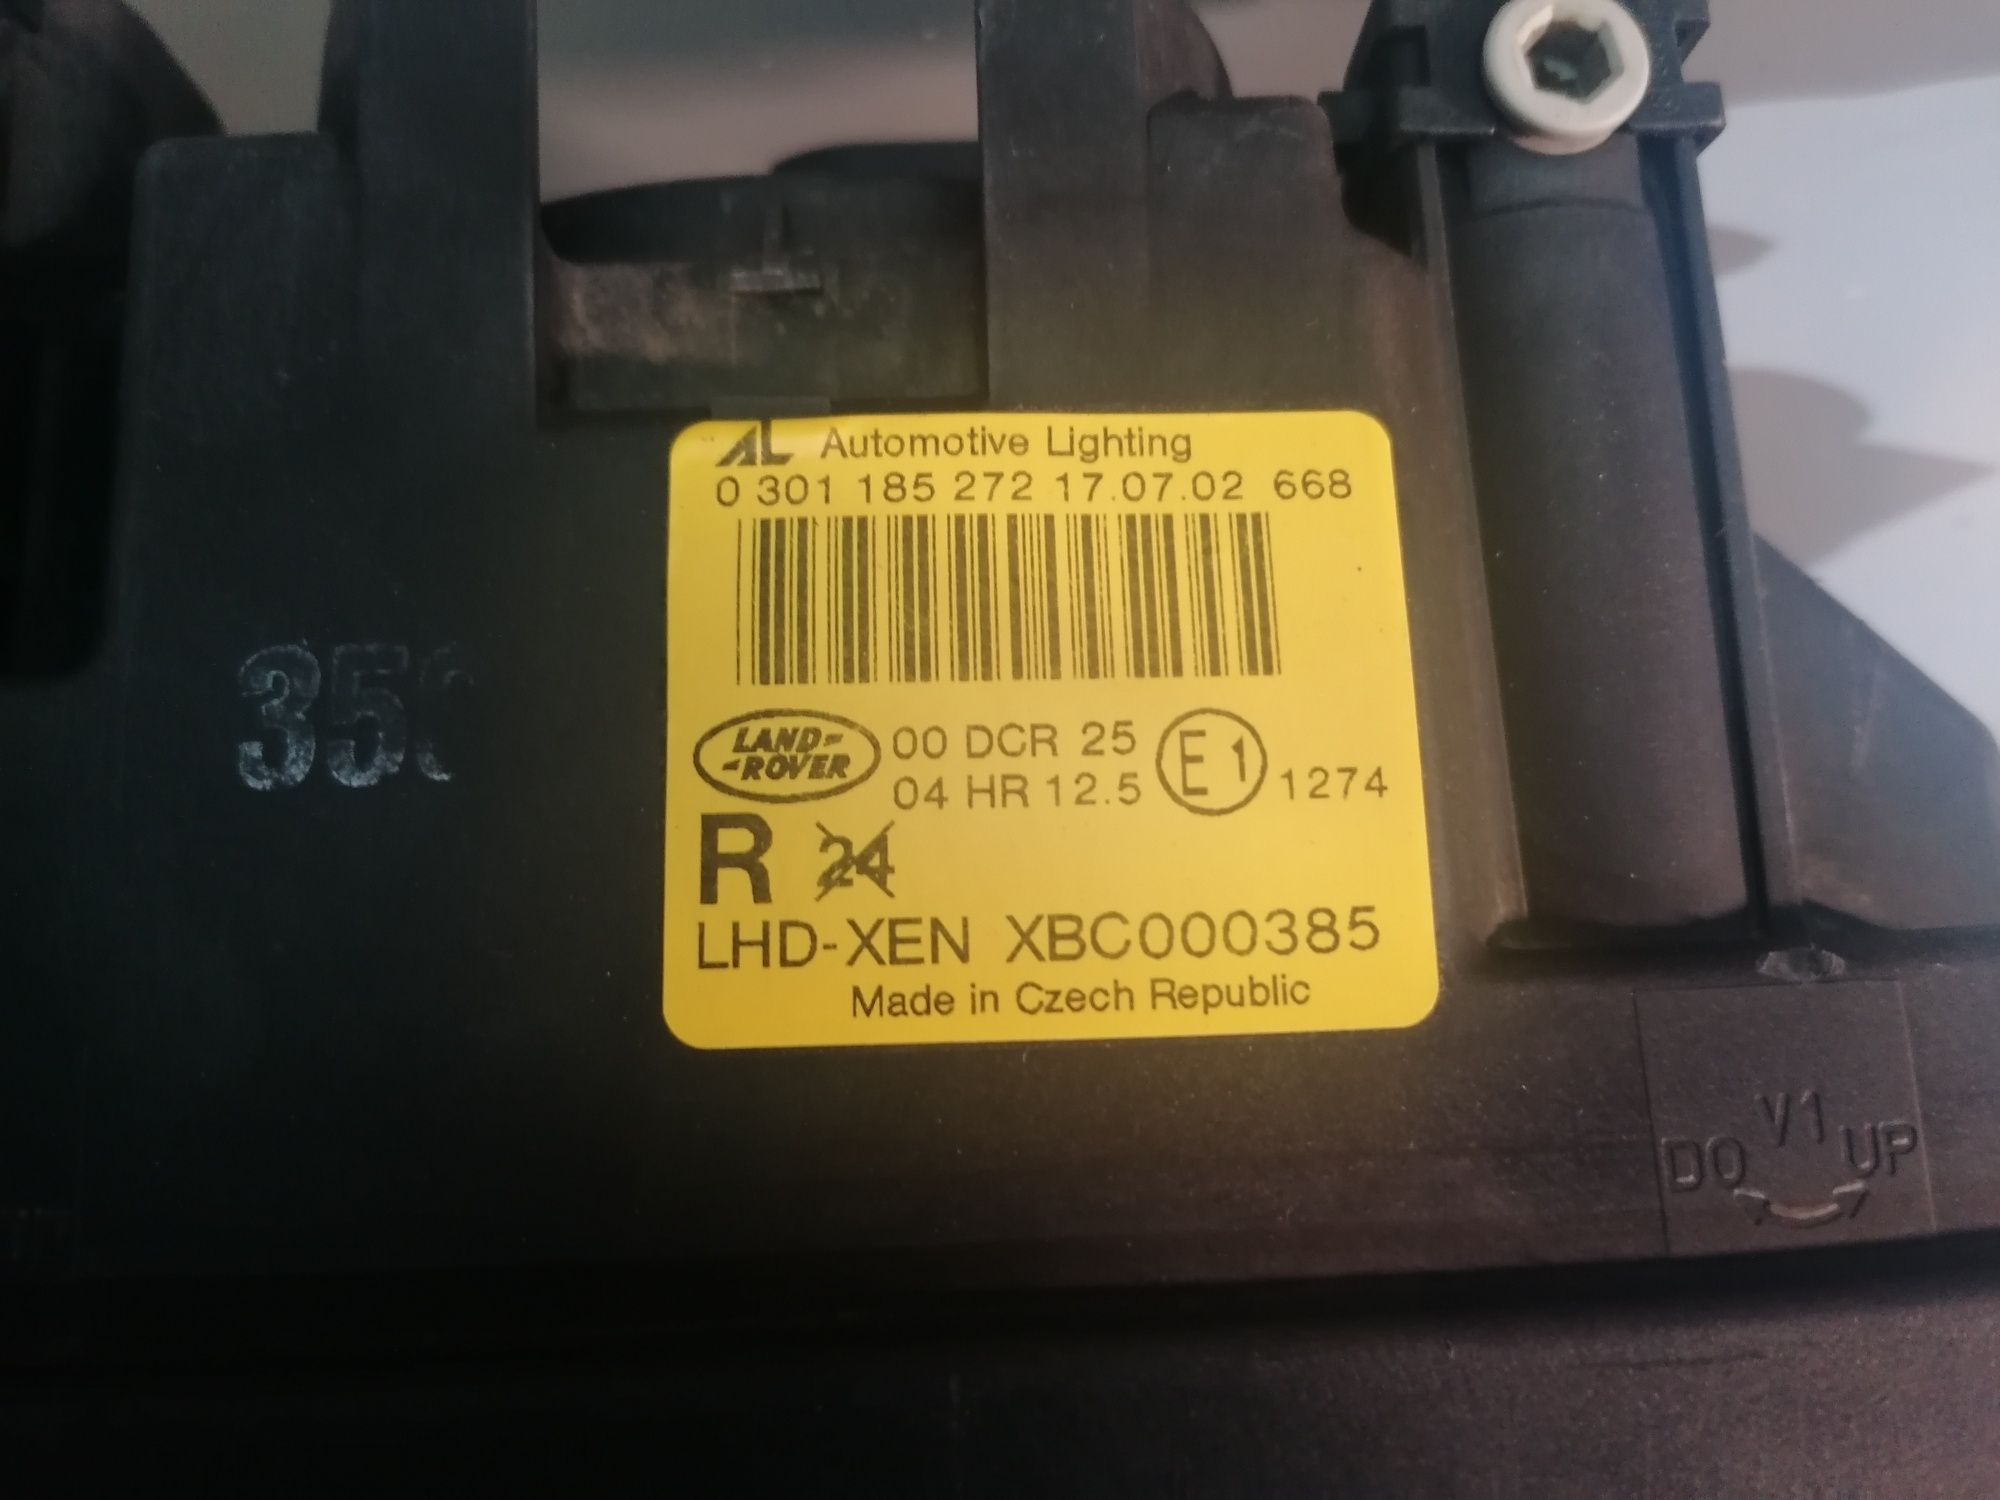 AL Automotive Lighting
0 301 185 272 17.07.02 668
LAND-
-ROVER
00 DCR 25
04 HR 12.5
E1
1274
R 24
LHD-XEN XBC000385
Made in Czech Republic
V1
DO UP